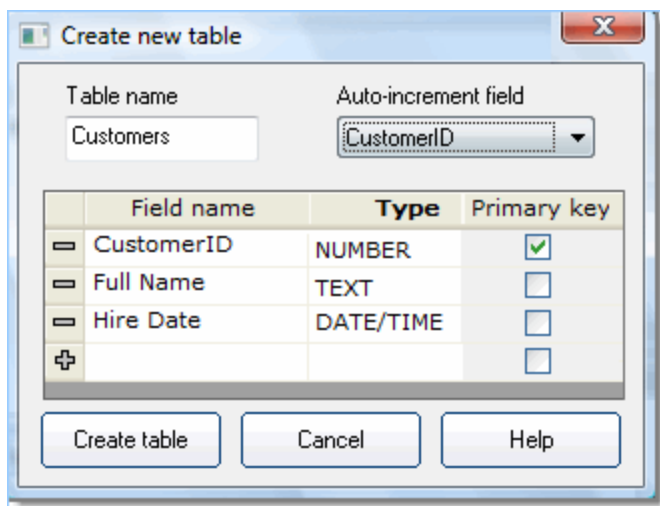 Create new table
Table name Auto-increment field
Customers CustomerID
Field name Type Primary key
CustomerID NUMBER
Full Name TEXT
Hire Date DATE/TIME
Create table Cancel Help